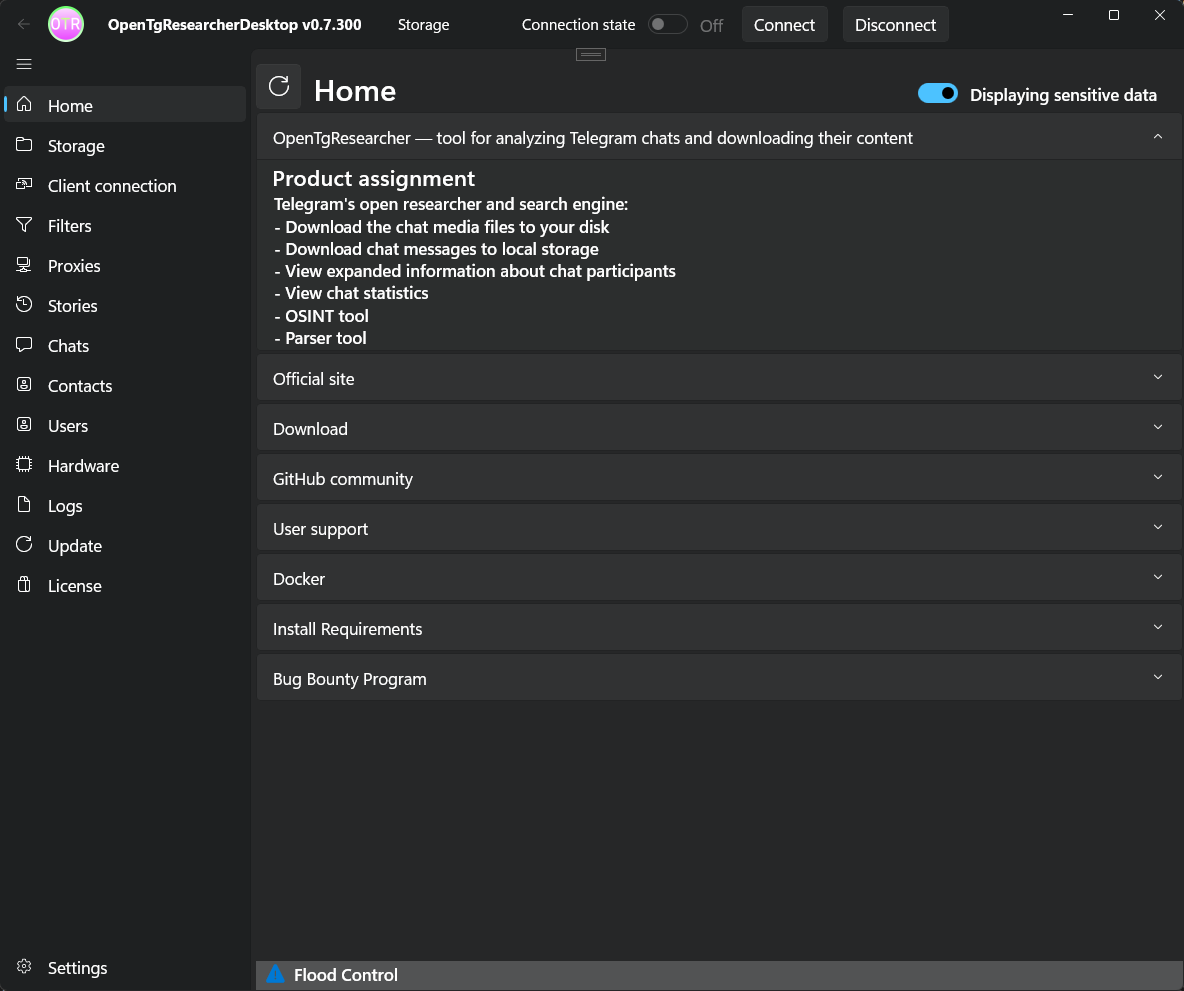 OTR
OpenTgResearcherDesktop v0.7.300
Storage
Connection state
Off
Connect
Disconnect
Home
Storage
Client connection
Filters
Proxies
Stories
Chats
Contacts
Users
Hardware
Logs
Update
License
Settings
Home
Displaying sensitive data
OpenTgResearcher — tool for analyzing Telegram chats and downloading their content
Product assignment
Telegram's open researcher and search engine:
- Download the chat media files to your disk
- Download chat messages to local storage
- View expanded information about chat participants
- View chat statistics
- OSINT tool
- Parser tool
Official site
Download
GitHub community
User support
Docker
Install Requirements
Bug Bounty Program
Flood Control